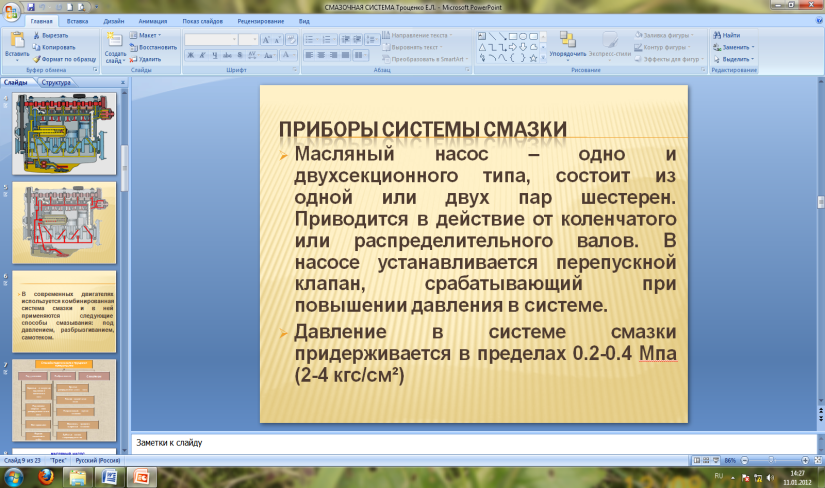 СМАЗОЧНАЯ СИСТЕМА Троценко Е.Л. - Microsoft PowerPoint
Главная Вставка Дизайн Анимация Показ слайдов Рецензирование Вид
Вставить
Вырезать
Копировать
Формат по образцу
Буфер обмена
Создать слайд
Макет
Восстановить
Удалить
Слайды
Шрифт
Направление текста
Выровнять текст
Преобразовать в SmartArt
Абзац
Упорядочить
Экспресс-стили
Заливка фигуры
Контур фигуры
Эффекты для фигур
Рисование
Найти
Заменить
Выделить
Редактирование
Слайды Структура
4
5
6
В современных двигателях
используется комбинированная
система смазки и в ней
применяются следующие
способы смазывания: под
давлением, разбрызгиванием,
самотеком.
7
ПРИБОРЫ СИСТЕМЫ СМАЗКИ
Масляный насос – одно и
двухсекционного типа, состоит из
одной или двух пар шестерен.
Приводится в действие от коленчатого
или распределительного валов. В
насосе устанавливается перепускной
клапан, срабатывающий при
повышении давления в системе.
Давление в системе смазки
придерживается в пределах 0.2-0.4 Мпа
(2-4 кгс/см²)
Заметки к слайду
Слайд 9 из 23 "Трек" Русский (Россия) 86%
RU 14:27
11.01.2012